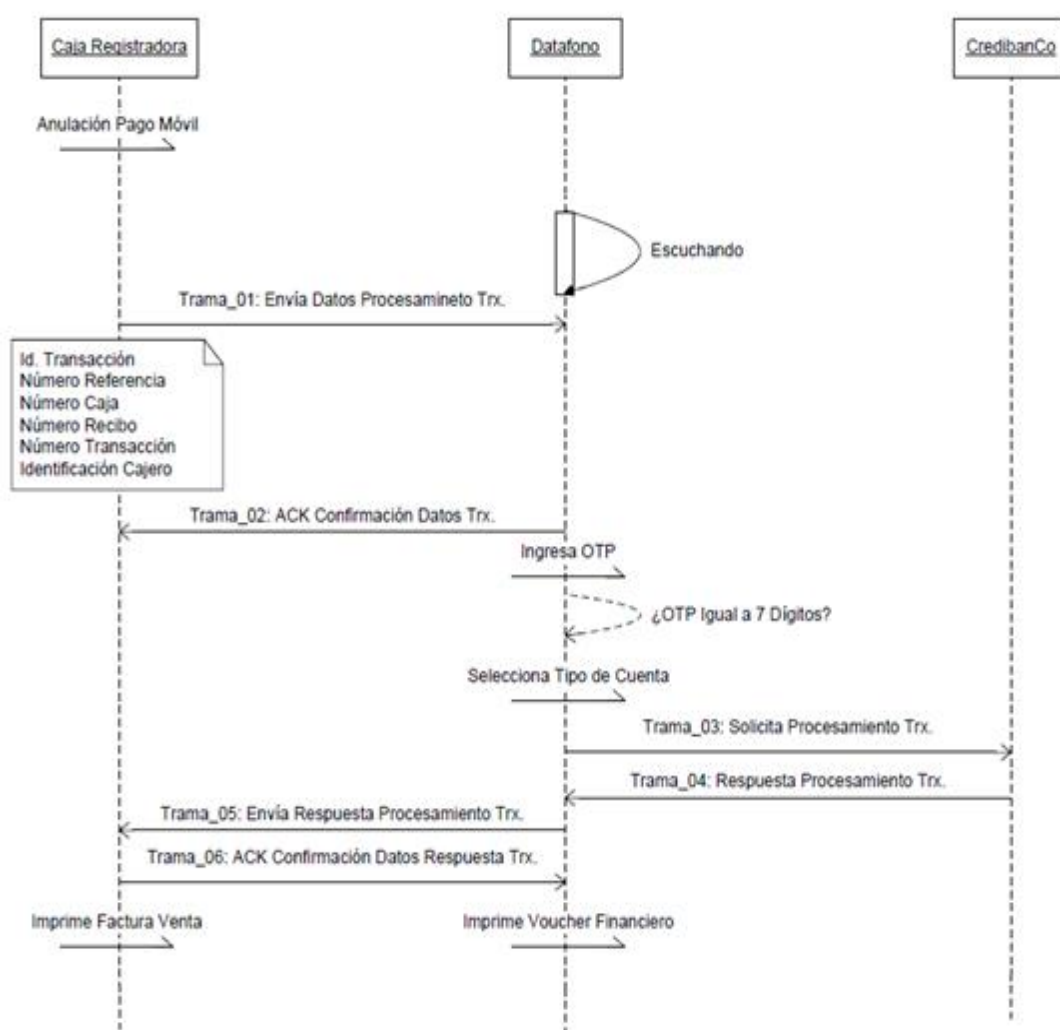 Caja Registradora
Datafono
CredibanCo
Anulación Pago Móvil
Escuchando
Trama_01: Envía Datos Procesamineto Trx.
Id. Transacción
Número Referencia
Número Caja
Número Recibo
Número Transacción
Identificación Cajero
Trama_02: ACK Confirmación Datos Trx.
Ingresa OTP
¿OTP Igual a 7 Dígitos?
Selecciona Tipo de Cuenta
Trama_03: Solicita Procesamiento Trx.
Trama_04: Respuesta Procesamiento Trx.
Trama_05: Envía Respuesta Procesamiento Trx.
Trama_06: ACK Confirmación Datos Respuesta Trx.
Imprime Factura Venta
Imprime Voucher Financiero